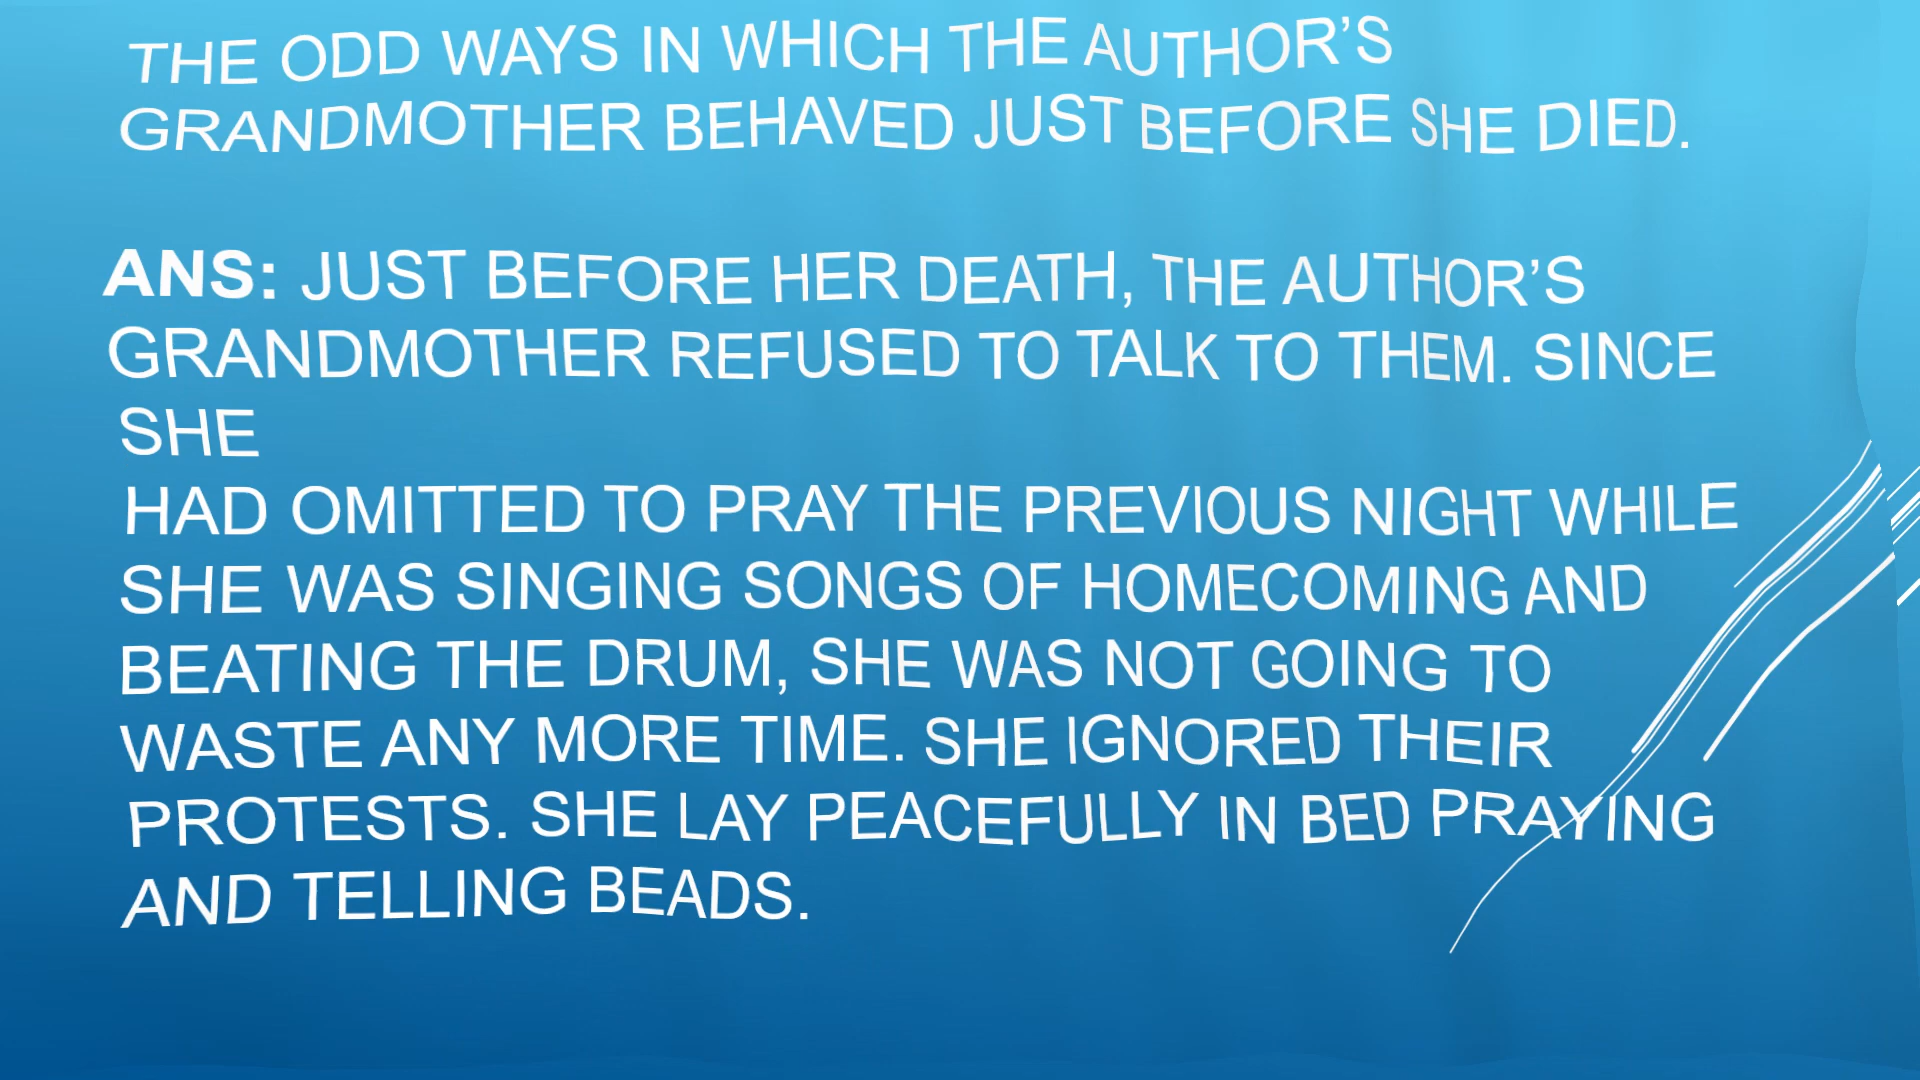 THE ODD WAYS IN WHICH THE AUTHOR’S
GRANDMOTHER BEHAVED JUST BEFORE SHE DIED.
ANS: JUST BEFORE HER DEATH, THE AUTHOR’S
GRANDMOTHER REFUSED TO TALK TO THEM. SINCE
SHE
HAD OMITTED TO PRAY THE PREVIOUS NIGHT WHILE
SHE WAS SINGING SONGS OF HOMECOMING AND
BEATING THE DRUM, SHE WAS NOT GOING TO
WASTE ANY MORE TIME. SHE IGNORED THEIR
PROTESTS. SHE LAY PEACEFULLY IN BED PRAYING
AND TELLING BEADS.